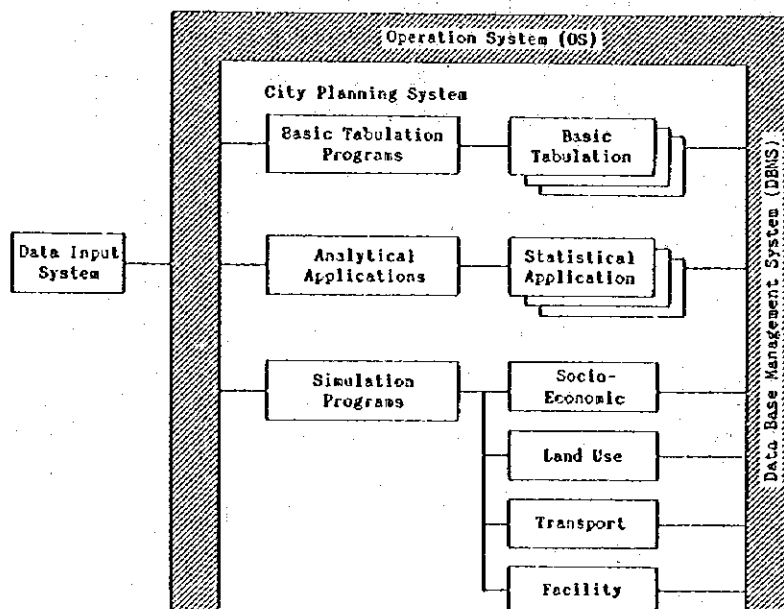 Operation System (OS)
City Planning System
Basic Tabulation
Programs
Basic
Tabulation
Data Input
System
Analytical
Applications
Statistical
Application
Simulation
Programs
Socio-
Economic
Land Use
Transport
Facility
Data Base Management System (DBMS)